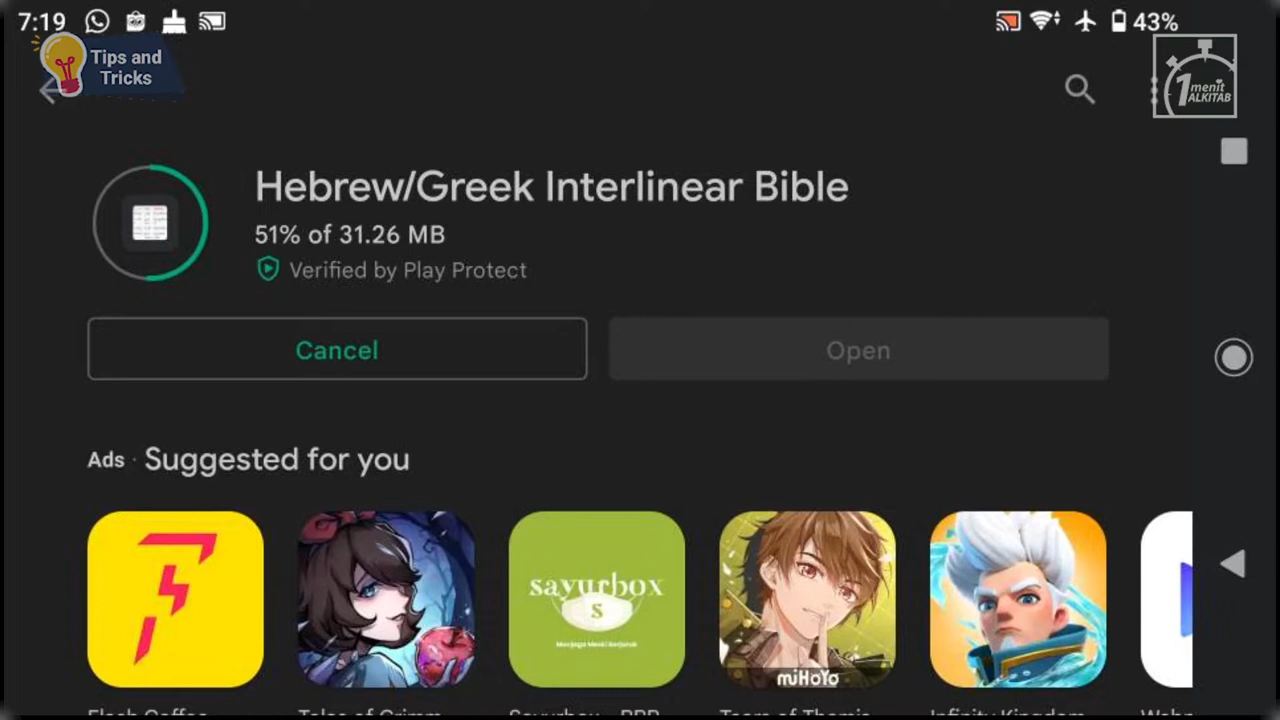 7:19
43%
Tips and
Tricks
1 menit
ALKITAB
Hebrew/Greek Interlinear Bible
51% of 31.26 MB
Verified by Play Protect
Cancel
Open
Ads · Suggested for you
sayurbox
s
miHoYo